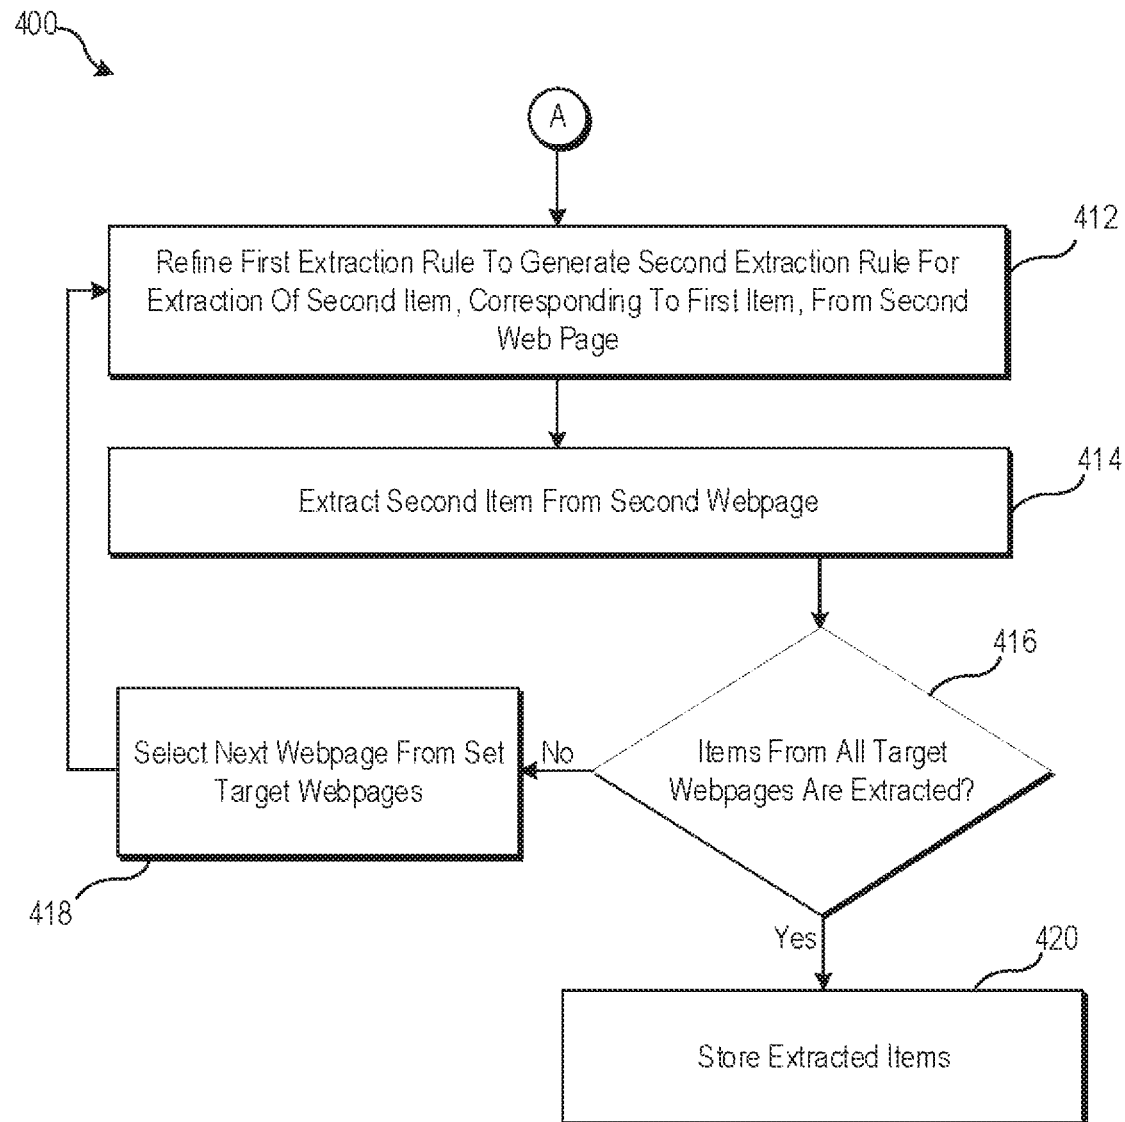 400
A
412
Refine First Extraction Rule To Generate Second Extraction Rule For
Extraction Of Second Item, Corresponding To First Item, From Second
Web Page
414
Extract Second Item From Second Webpage
416
Items From All Target
Webpages Are Extracted?
No
Select Next Webpage From Set
Target Webpages
418
Yes
420
Store Extracted Items